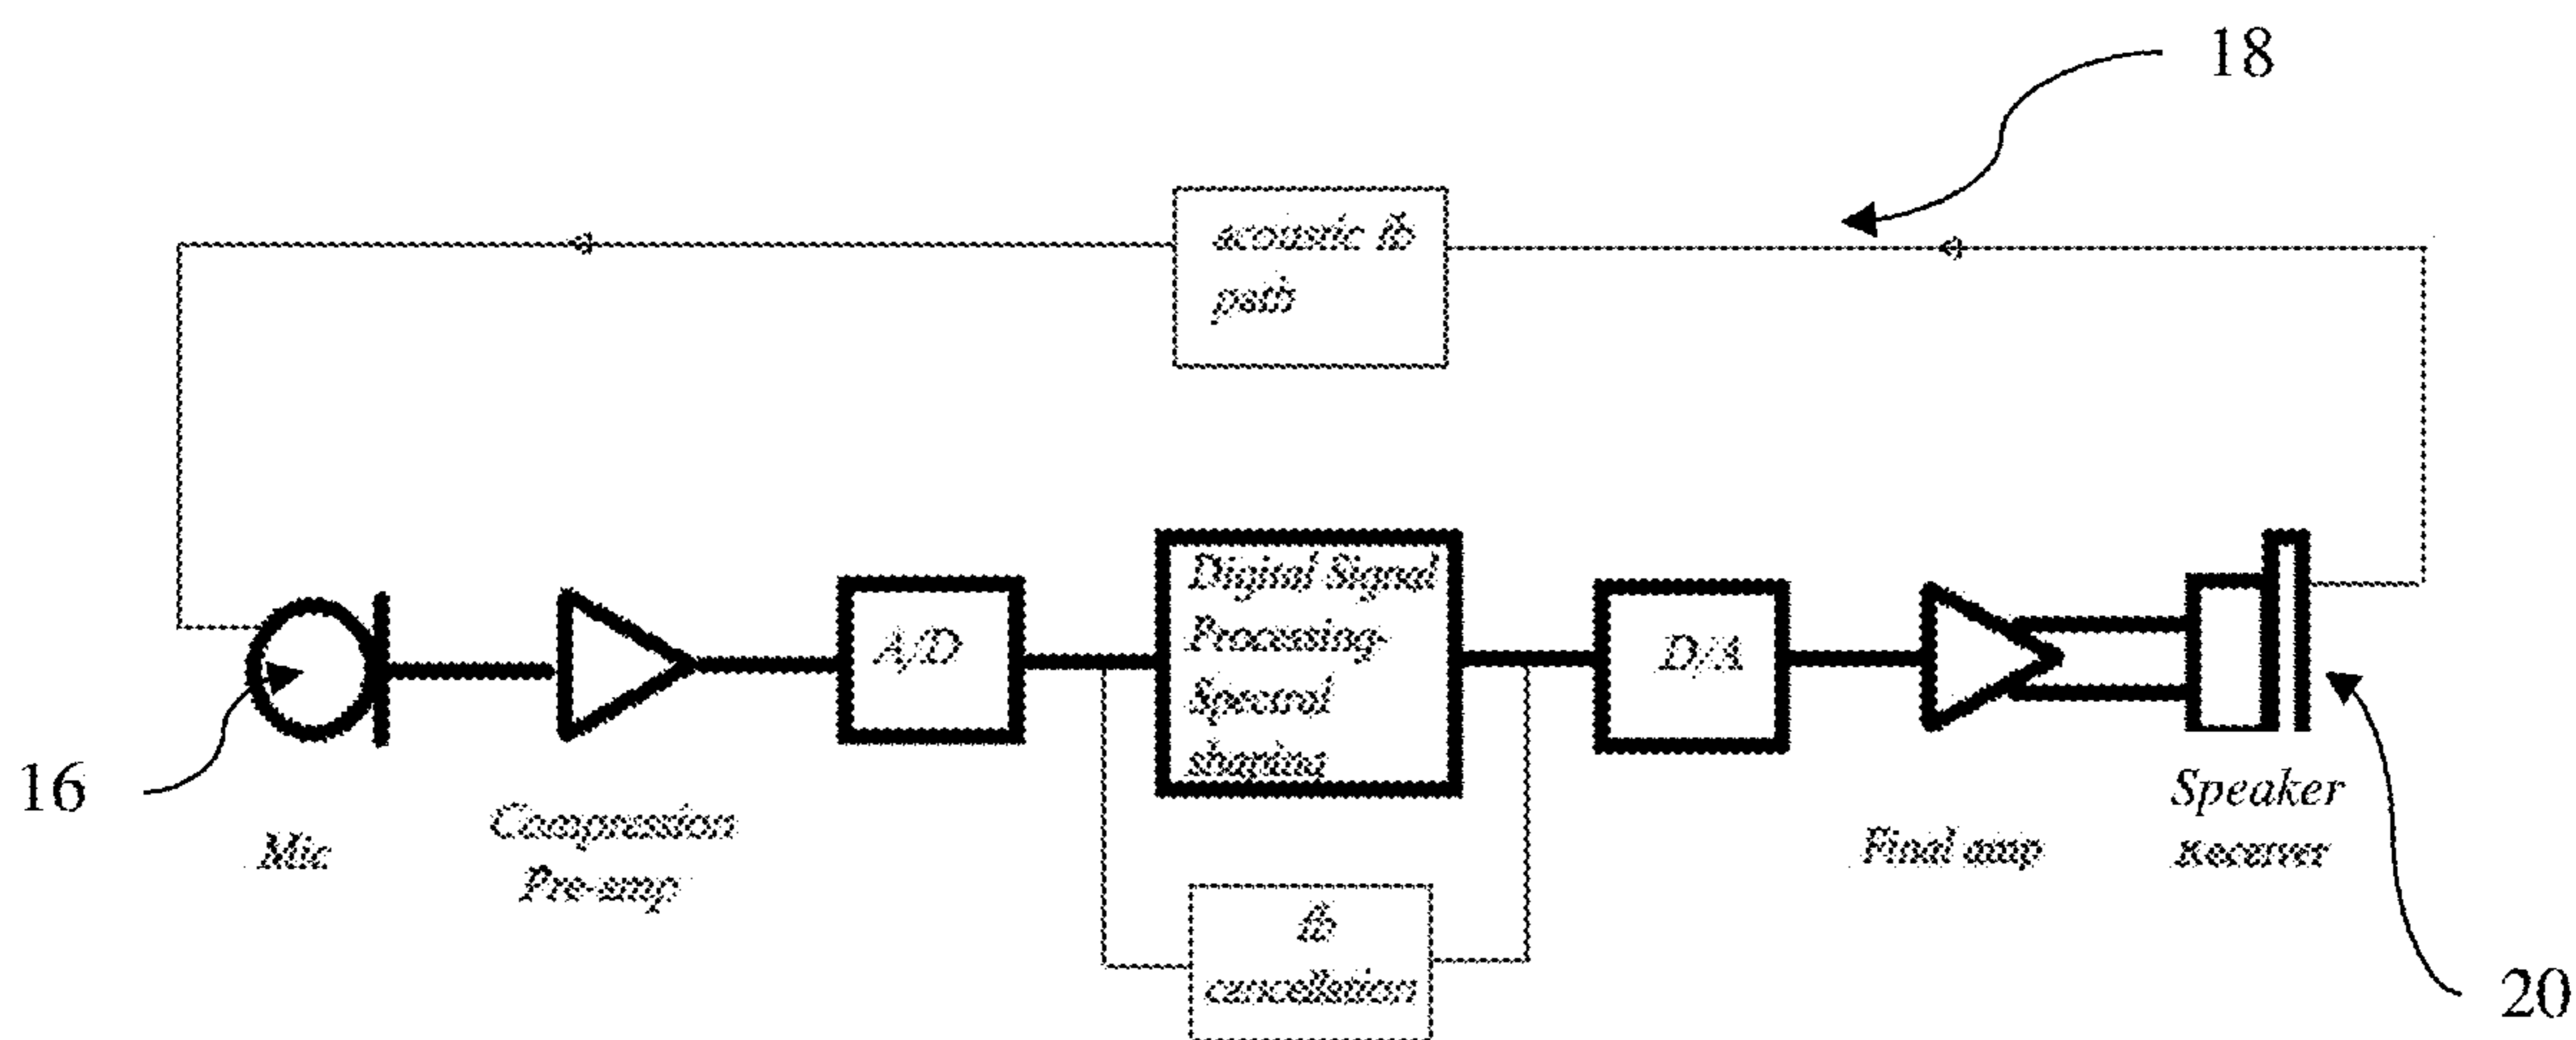 18
acoustic fb
path
Digital Signal
Processing-
Spectral
shaping
A/D
D/A
16
Mic
Compression
Pre-amp
Final amp
Speaker
Receiver
fb
cancellation
20